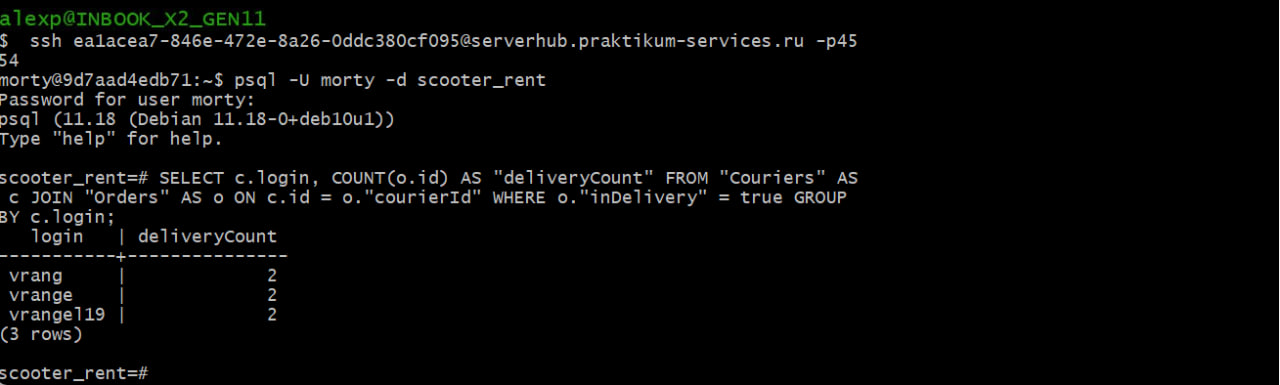 alexp@INBOOK_X2_GEN11
$  ssh ea1acea7-846e-472e-8a26-0ddc380cf095@serverhub.praktikum-services.ru -p45
54
morty@9d7aad4edb71:~$ psql -U morty -d scooter_rent
Password for user morty:
psql (11.18 (Debian 11.18-0+deb10u1))
Type "help" for help.

scooter_rent=# SELECT c.login, COUNT(o.id) AS "deliveryCount" FROM "Couriers" AS
 c JOIN "Orders" AS o ON c.id = o."courierId" WHERE o."inDelivery" = true GROUP
BY c.login;
   login   | deliveryCount
-----------+---------------
 vrang     |             2
 vrange    |             2
 vrangel19 |             2
(3 rows)

scooter_rent=#